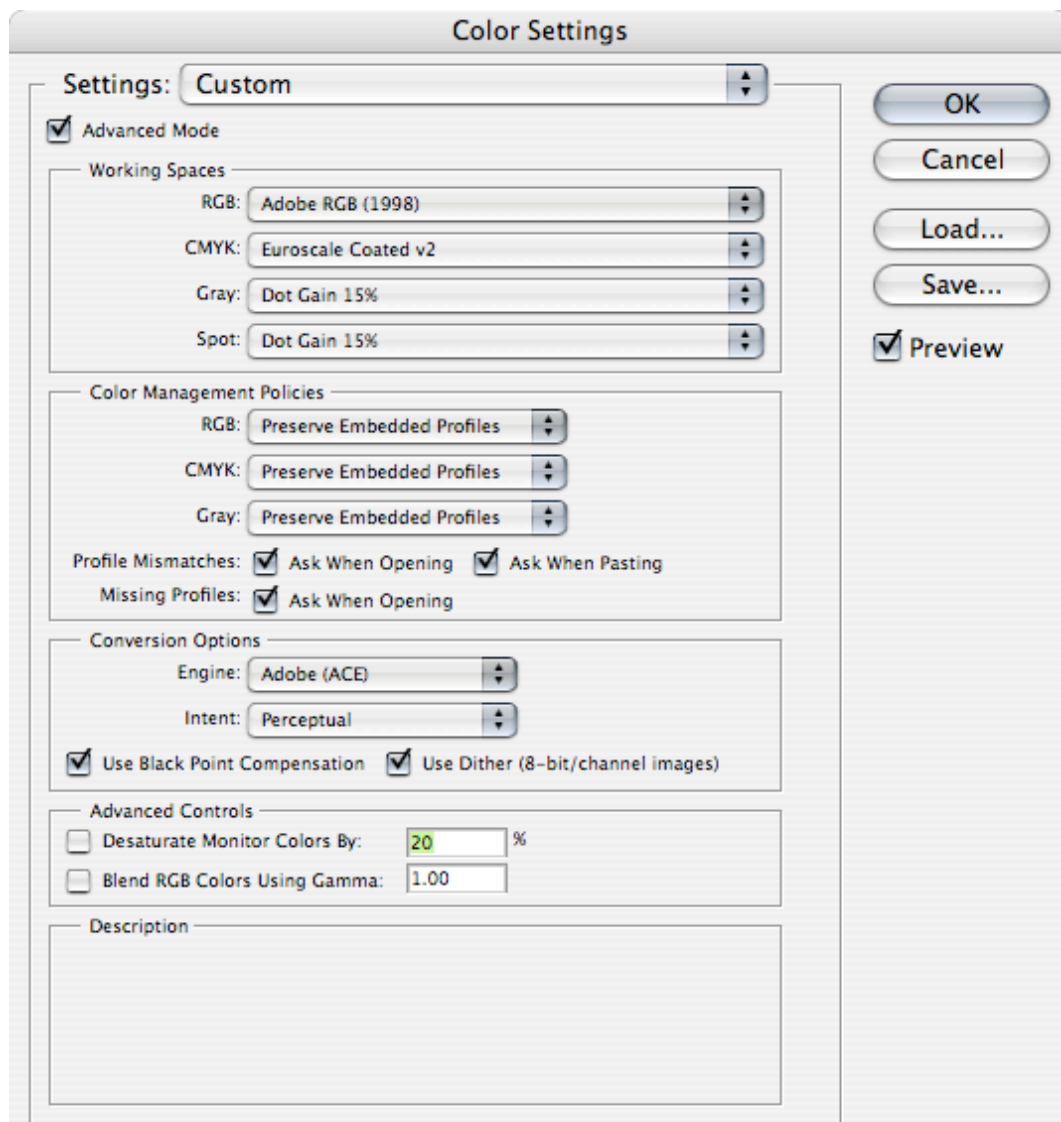 Color Settings
Settings: Custom
OK
Advanced Mode
Cancel
Working Spaces
RGB: Adobe RGB (1998)
Load...
CMYK: Euroscale Coated v2
Gray: Dot Gain 15%
Save...
Spot: Dot Gain 15%
Preview
Color Management Policies
RGB: Preserve Embedded Profiles
CMYK: Preserve Embedded Profiles
Gray: Preserve Embedded Profiles
Profile Mismatches: Ask When Opening Ask When Pasting
Missing Profiles: Ask When Opening
Conversion Options
Engine: Adobe (ACE)
Intent: Perceptual
Use Black Point Compensation Use Dither (8-bit/channel images)
Advanced Controls
Desaturate Monitor Colors By: 20 %
Blend RGB Colors Using Gamma: 1.00
Description